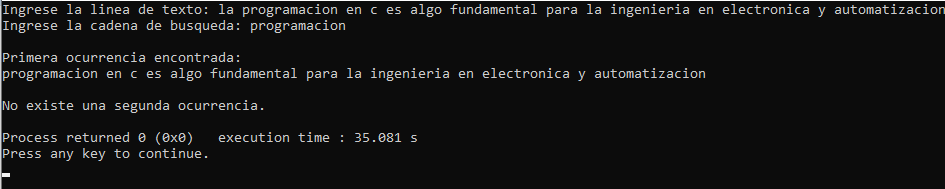 Ingrese la linea de texto: la programacion en c es algo fundamental para la ingenieria en electronica y automatizacion
Ingrese la cadena de busqueda: programacion
Primera ocurrencia encontrada:
programacion en c es algo fundamental para la ingenieria en electronica y automatizacion
No existe una segunda ocurrencia.
Process returned 0 (0x0)   execution time : 35.081 s
Press any key to continue.